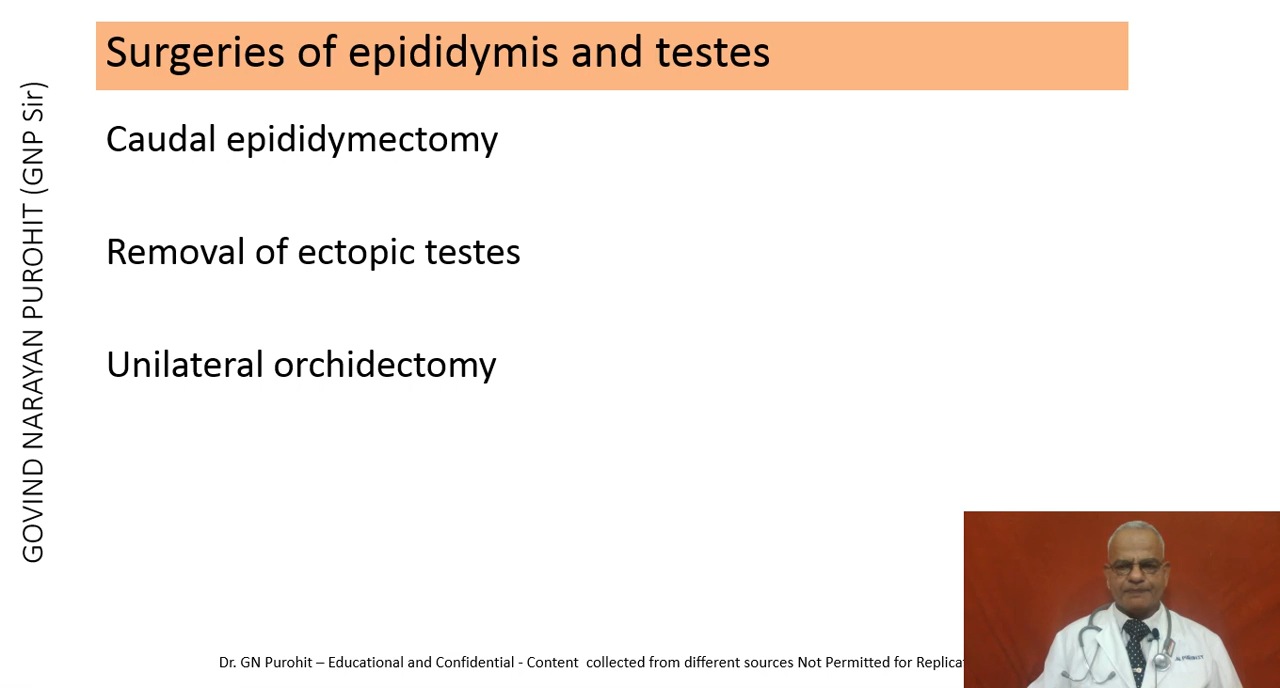 Surgeries of epididymis and testes
Caudal epididymectomy
Removal of ectopic testes
Unilateral orchidectomy
GOVIND NARAYAN PUROHIT (GNP Sir)
Dr. GN Purohit – Educational and Confidential - Content collected from different sources Not Permitted for